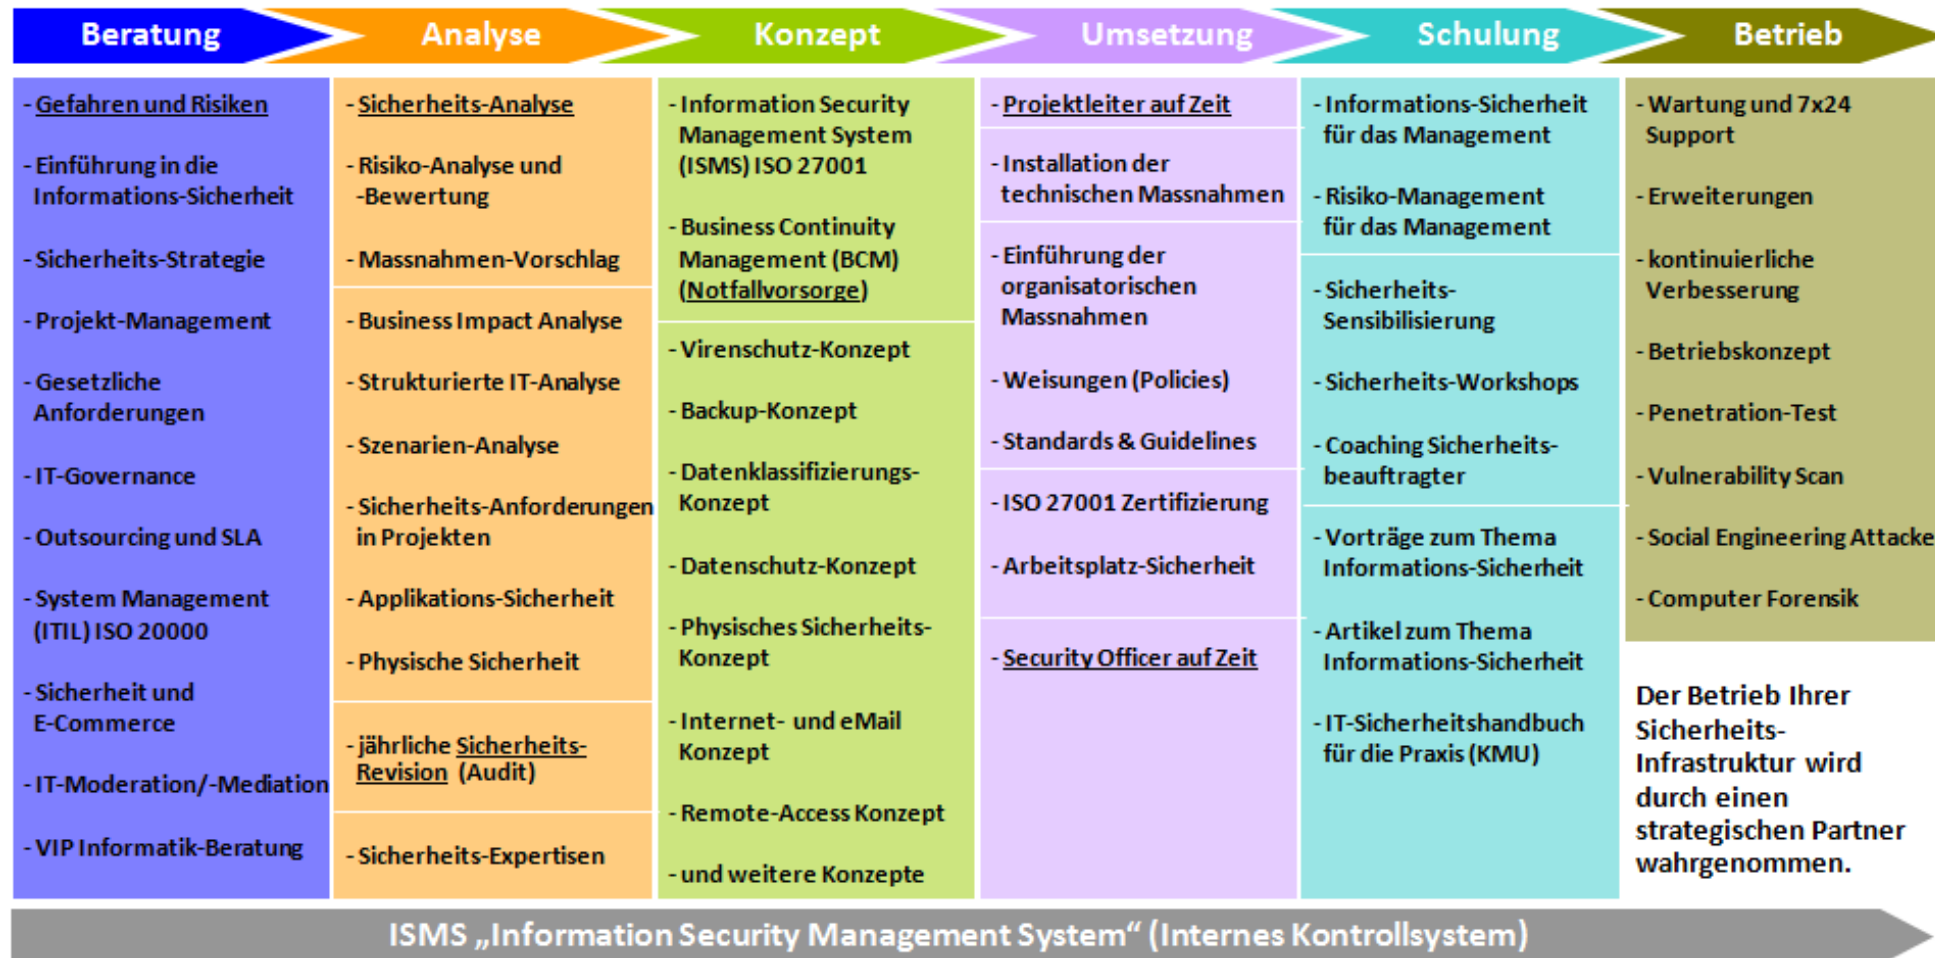 Beratung
Analyse
Konzept
Umsetzung
Schulung
Betrieb
- Gefahren und Risiken
- Einführung in die
Informations-Sicherheit
- Sicherheits-Strategie
- Projekt-Management
- Gesetzliche
Anforderungen
- IT-Governance
- Outsourcing und SLA
- System Management
(ITIL) ISO 20000
- Sicherheit und
E-Commerce
- IT-Moderation/-Mediation
- VIP Informatik-Beratung
- Sicherheits-Analyse
- Risiko-Analyse und
-Bewertung
- Massnahmen-Vorschlag
- Business Impact Analyse
- Strukturierte IT-Analyse
- Szenarien-Analyse
- Sicherheits-Anforderungen
in Projekten
- Applikations-Sicherheit
- Physische Sicherheit
- jährliche Sicherheits-
Revision (Audit)
- Sicherheits-Expertisen
- Information Security
Management System
(ISMS) ISO 27001
- Business Continuity
Management (BCM)
(Notfallvorsorge)
- Virenschutz-Konzept
- Backup-Konzept
- Datenklassifizierungs-
Konzept
- Datenschutz-Konzept
- Physisches Sicherheits-
Konzept
- Internet- und eMail
Konzept
- Remote-Access Konzept
- und weitere Konzepte
- Projektleiter auf Zeit
- Installation der
technischen Massnahmen
- Einführung der
organisatorischen
Massnahmen
- Weisungen (Policies)
- Standards & Guidelines
- ISO 27001 Zertifizierung
- Arbeitsplatz-Sicherheit
- Security Officer auf Zeit
- Informations-Sicherheit
für das Management
- Risiko-Management
für das Management
- Sicherheits-
Sensibilisierung
- Sicherheits-Workshops
- Coaching Sicherheits-
beauftragter
- Vorträge zum Thema
Informations-Sicherheit
- Artikel zum Thema
Informations-Sicherheit
- IT-Sicherheitshandbuch
für die Praxis (KMU)
- Wartung und 7x24
Support
- Erweiterungen
- kontinuierliche
Verbesserung
- Betriebskonzept
- Penetration-Test
- Vulnerability Scan
- Social Engineering Attacke
- Computer Forensik
Der Betrieb Ihrer
Sicherheits-
Infrastruktur wird
durch einen
strategischen Partner
wahrgenommen.
ISMS „Information Security Management System“ (Internes Kontrollsystem)